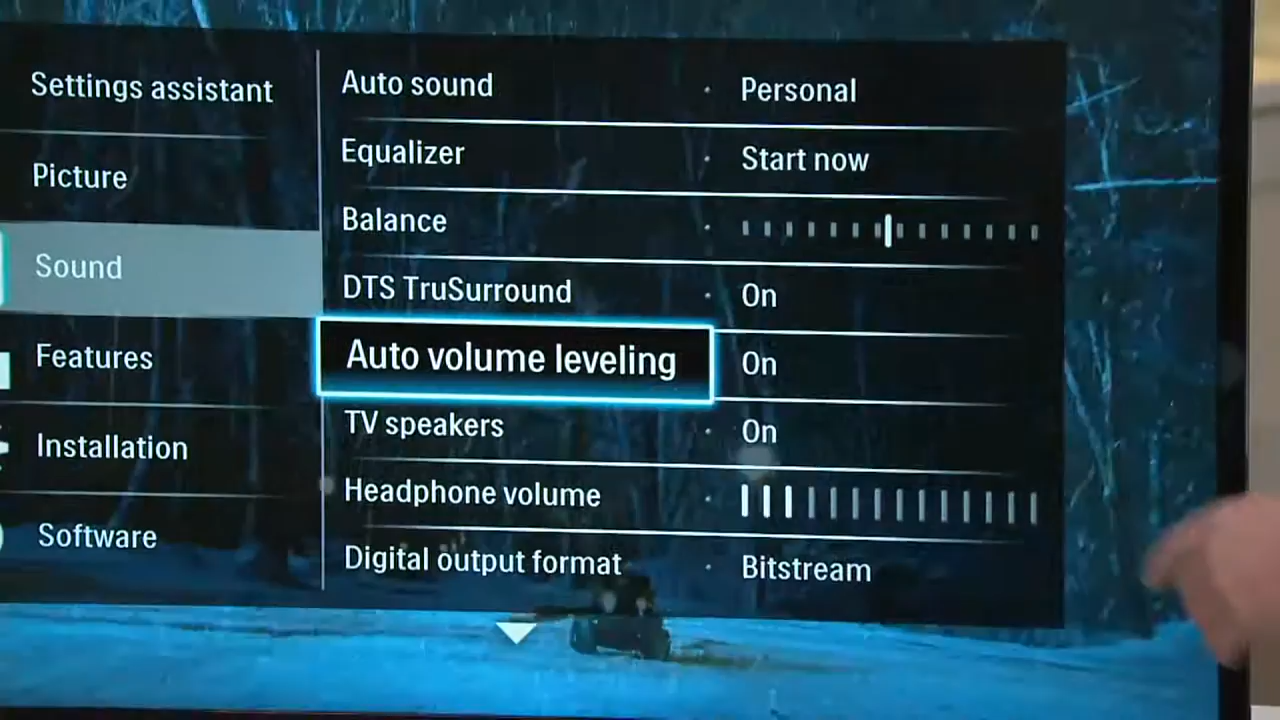 Settings assistant
Picture
Sound
Features
Installation
Software
Auto sound
Personal
Equalizer
Start now
Balance
DTS TruSurround
On
Auto volume leveling
On
TV speakers
On
Headphone volume
Digital output format
Bitstream